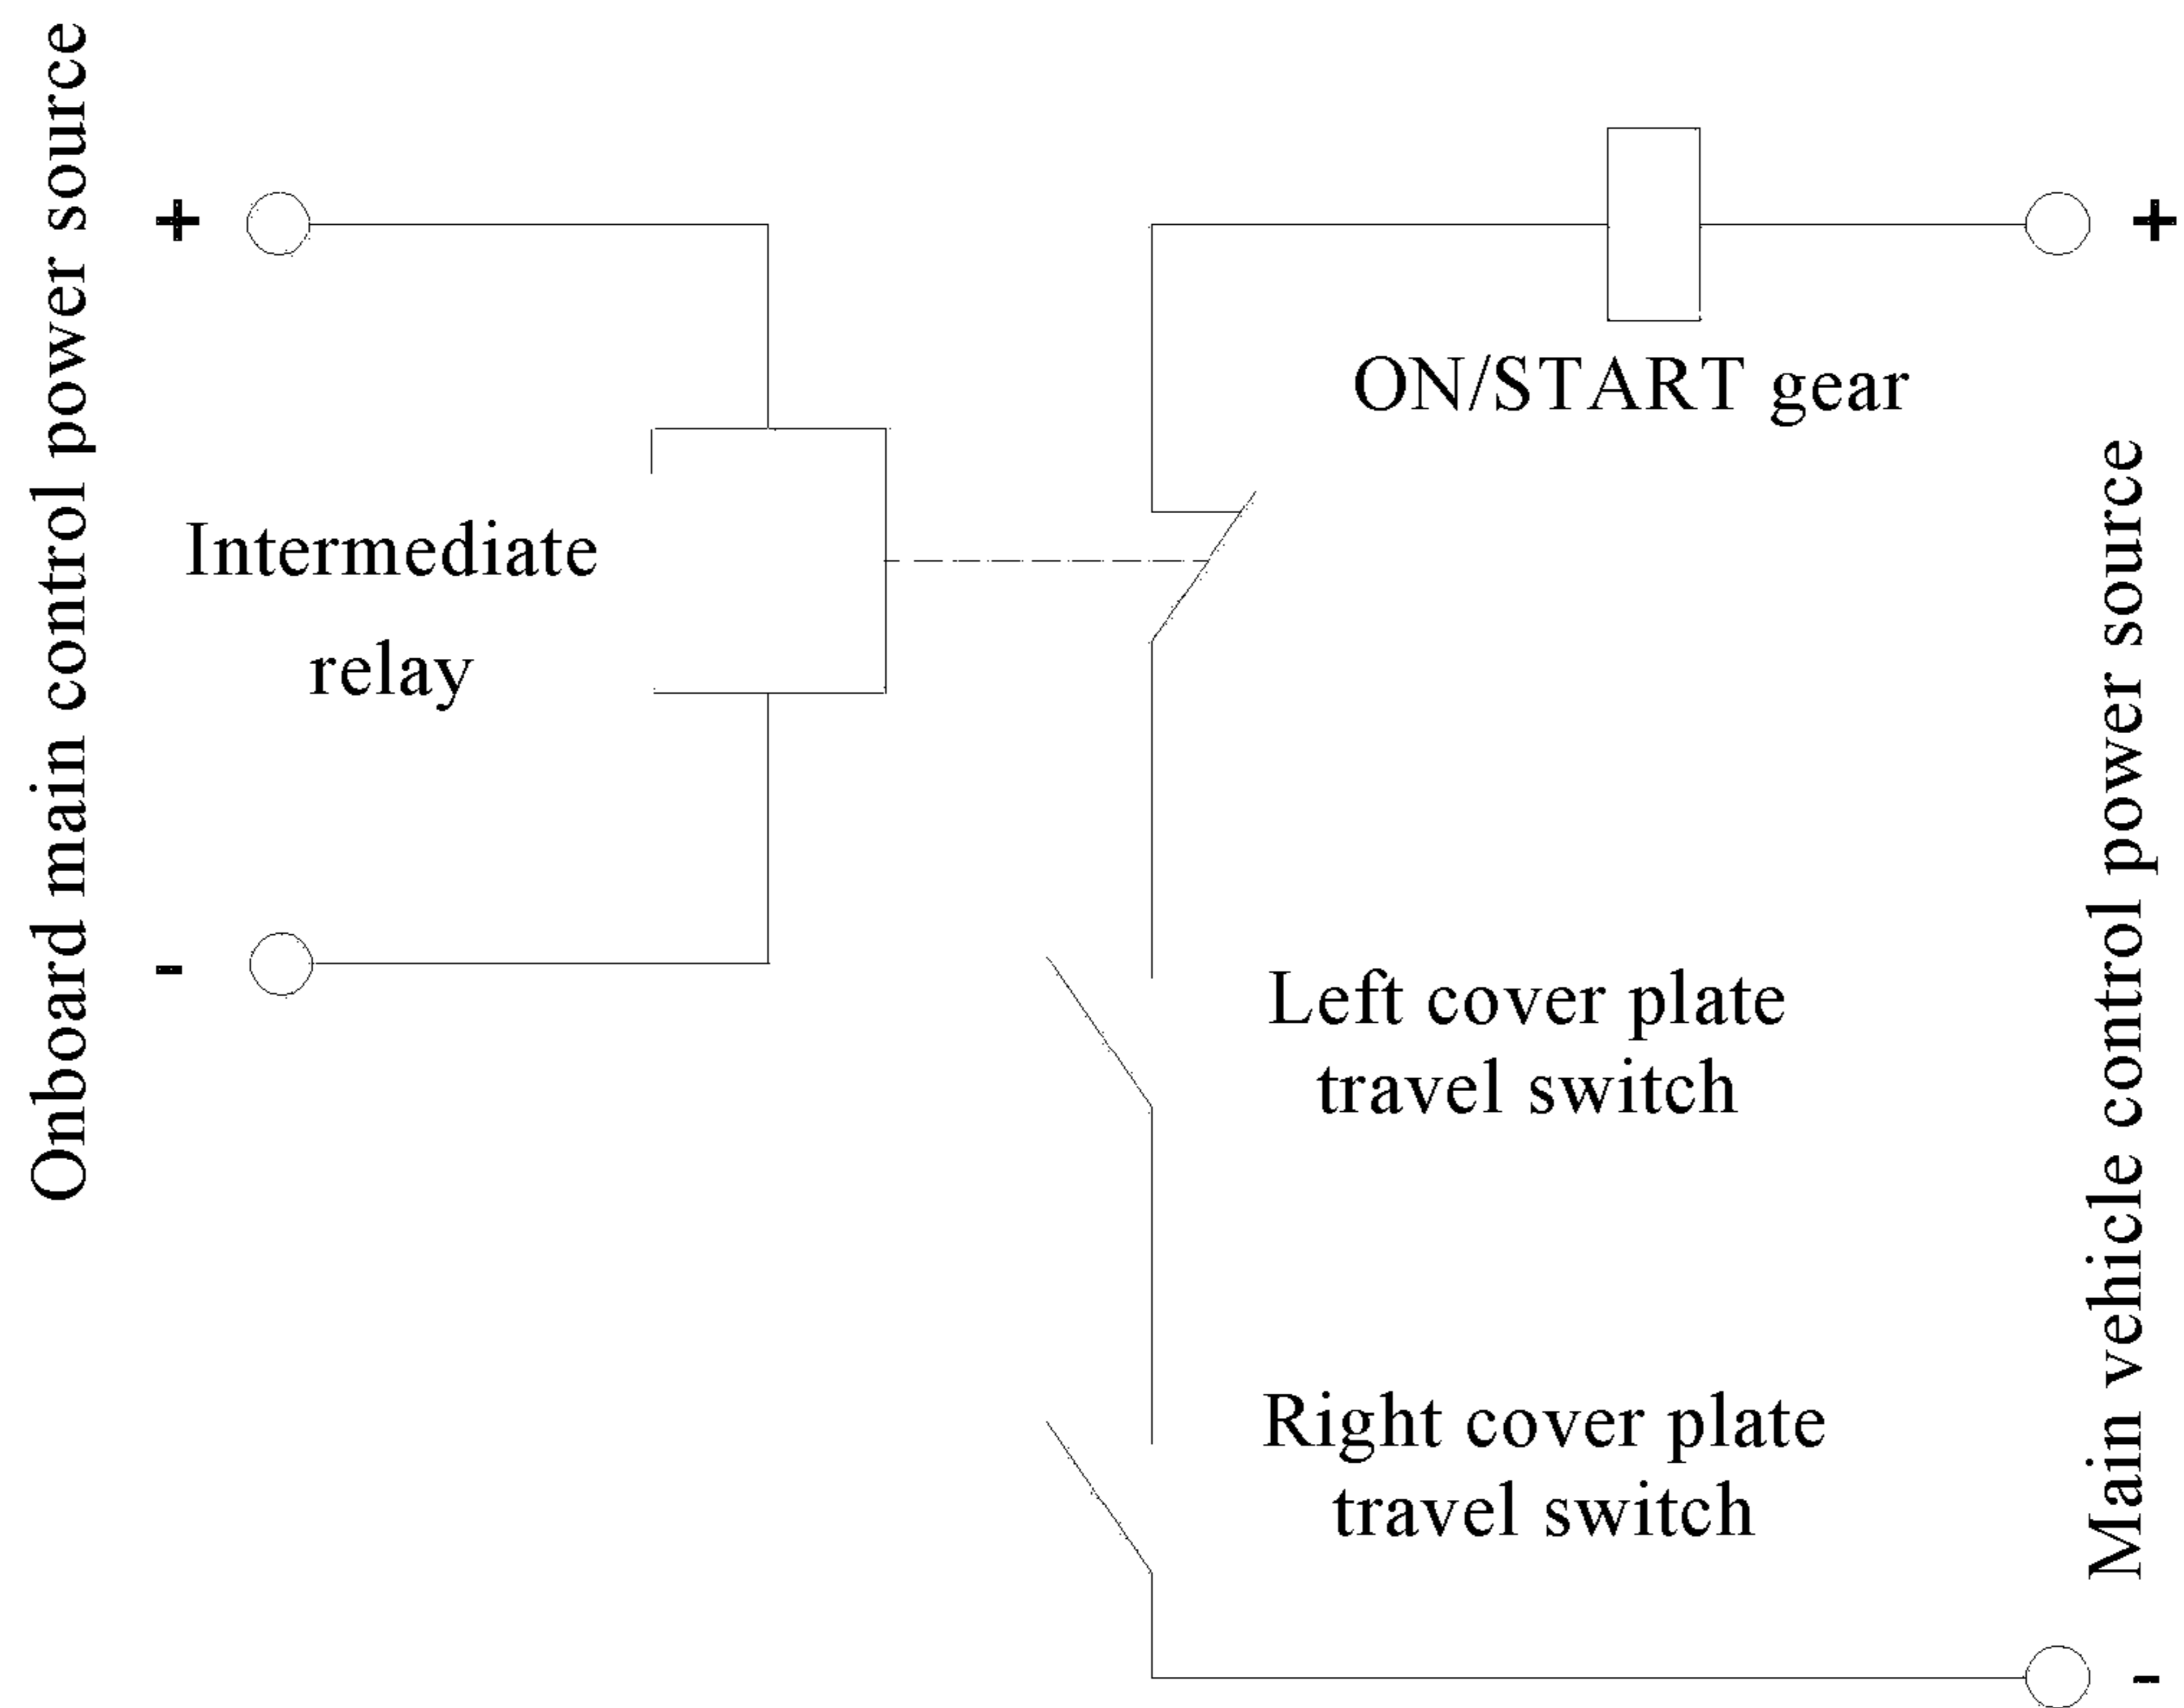 Onboard main control power source
+
-
Intermediate
relay
ON/START gear
Left cover plate
travel switch
Right cover plate
travel switch
Main vehicle control power source
+
-